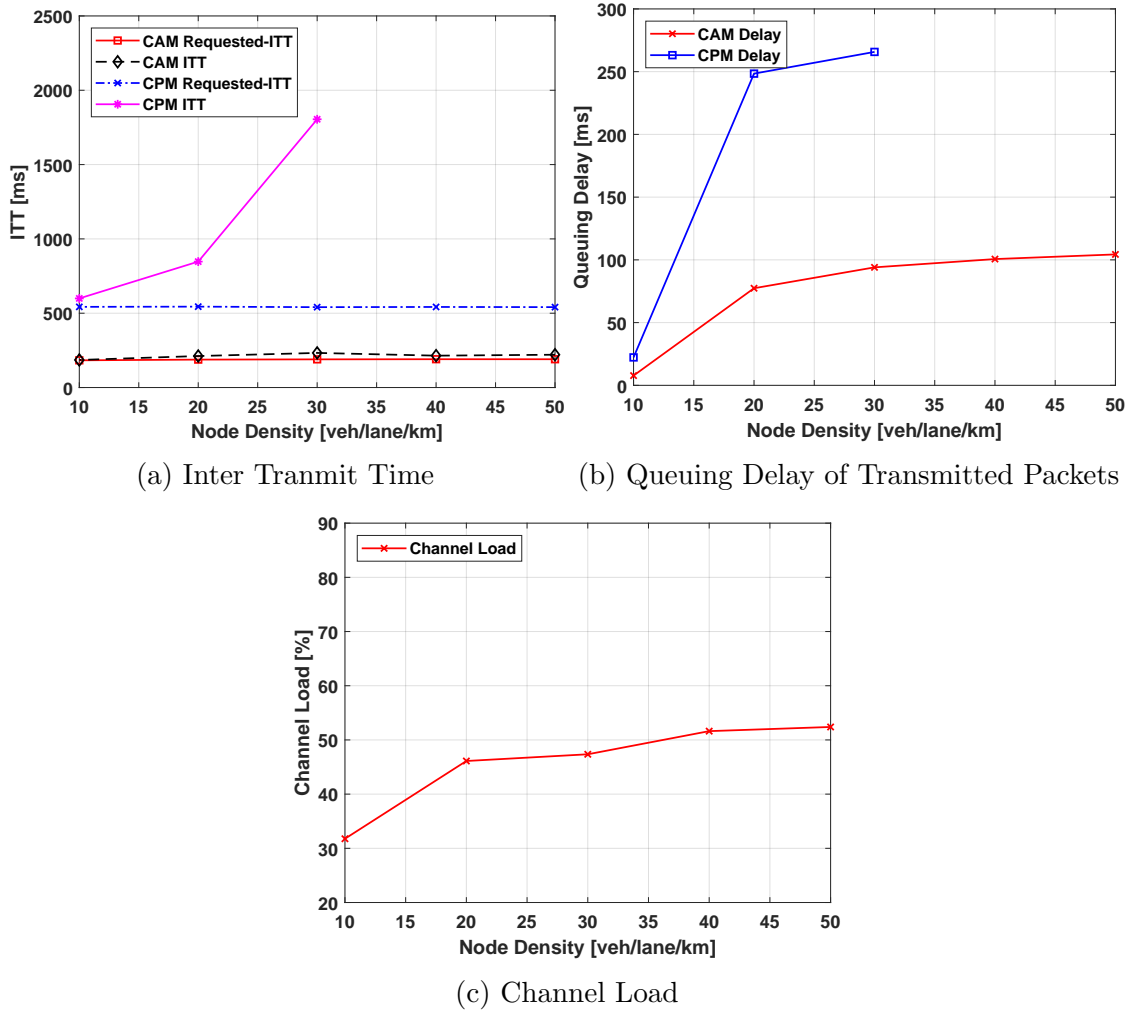 2500
2000
1500
1000
500
0
ITT [ms]
CAM Requested-ITT
CAM ITT
CPM Requested-ITT
CPM ITT
10 15 20 25 30 35 40 45 50
Node Density [veh/lane/km]
(a) Inter Tranmit Time
300
250
200
150
100
50
0
Queuing Delay [ms]
CAM Delay
CPM Delay
10 15 20 25 30 35 40 45 50
Node Density [veh/lane/km]
(b) Queuing Delay of Transmitted Packets
90
80
70
60
50
40
30
20
Channel Load [%]
Channel Load
10 15 20 25 30 35 40 45 50
Node Density [veh/lane/km]
(c) Channel Load